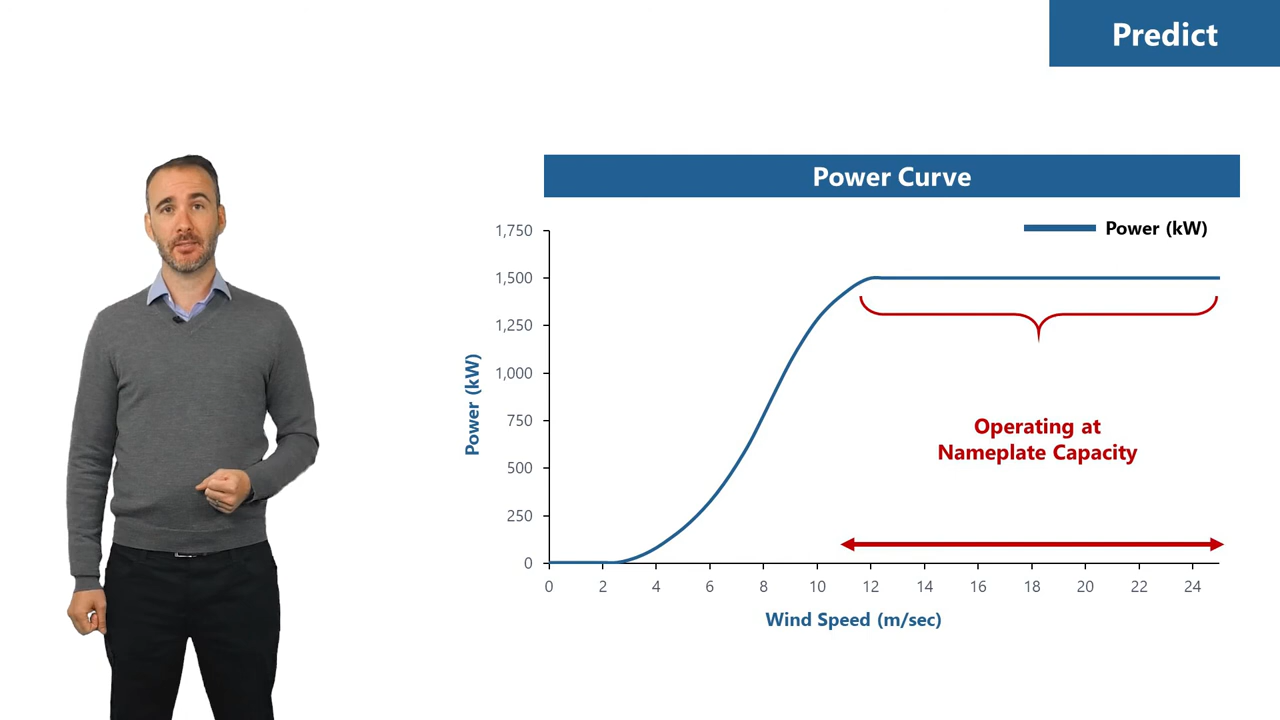 Predict
Power Curve
Power (kW)
1,750
1,500
1,250
1,000
750
500
250
0
Power (kW)
Operating at
Nameplate Capacity
0 2 4 6 8 10 12 14 16 18 20 22 24
Wind Speed (m/sec)